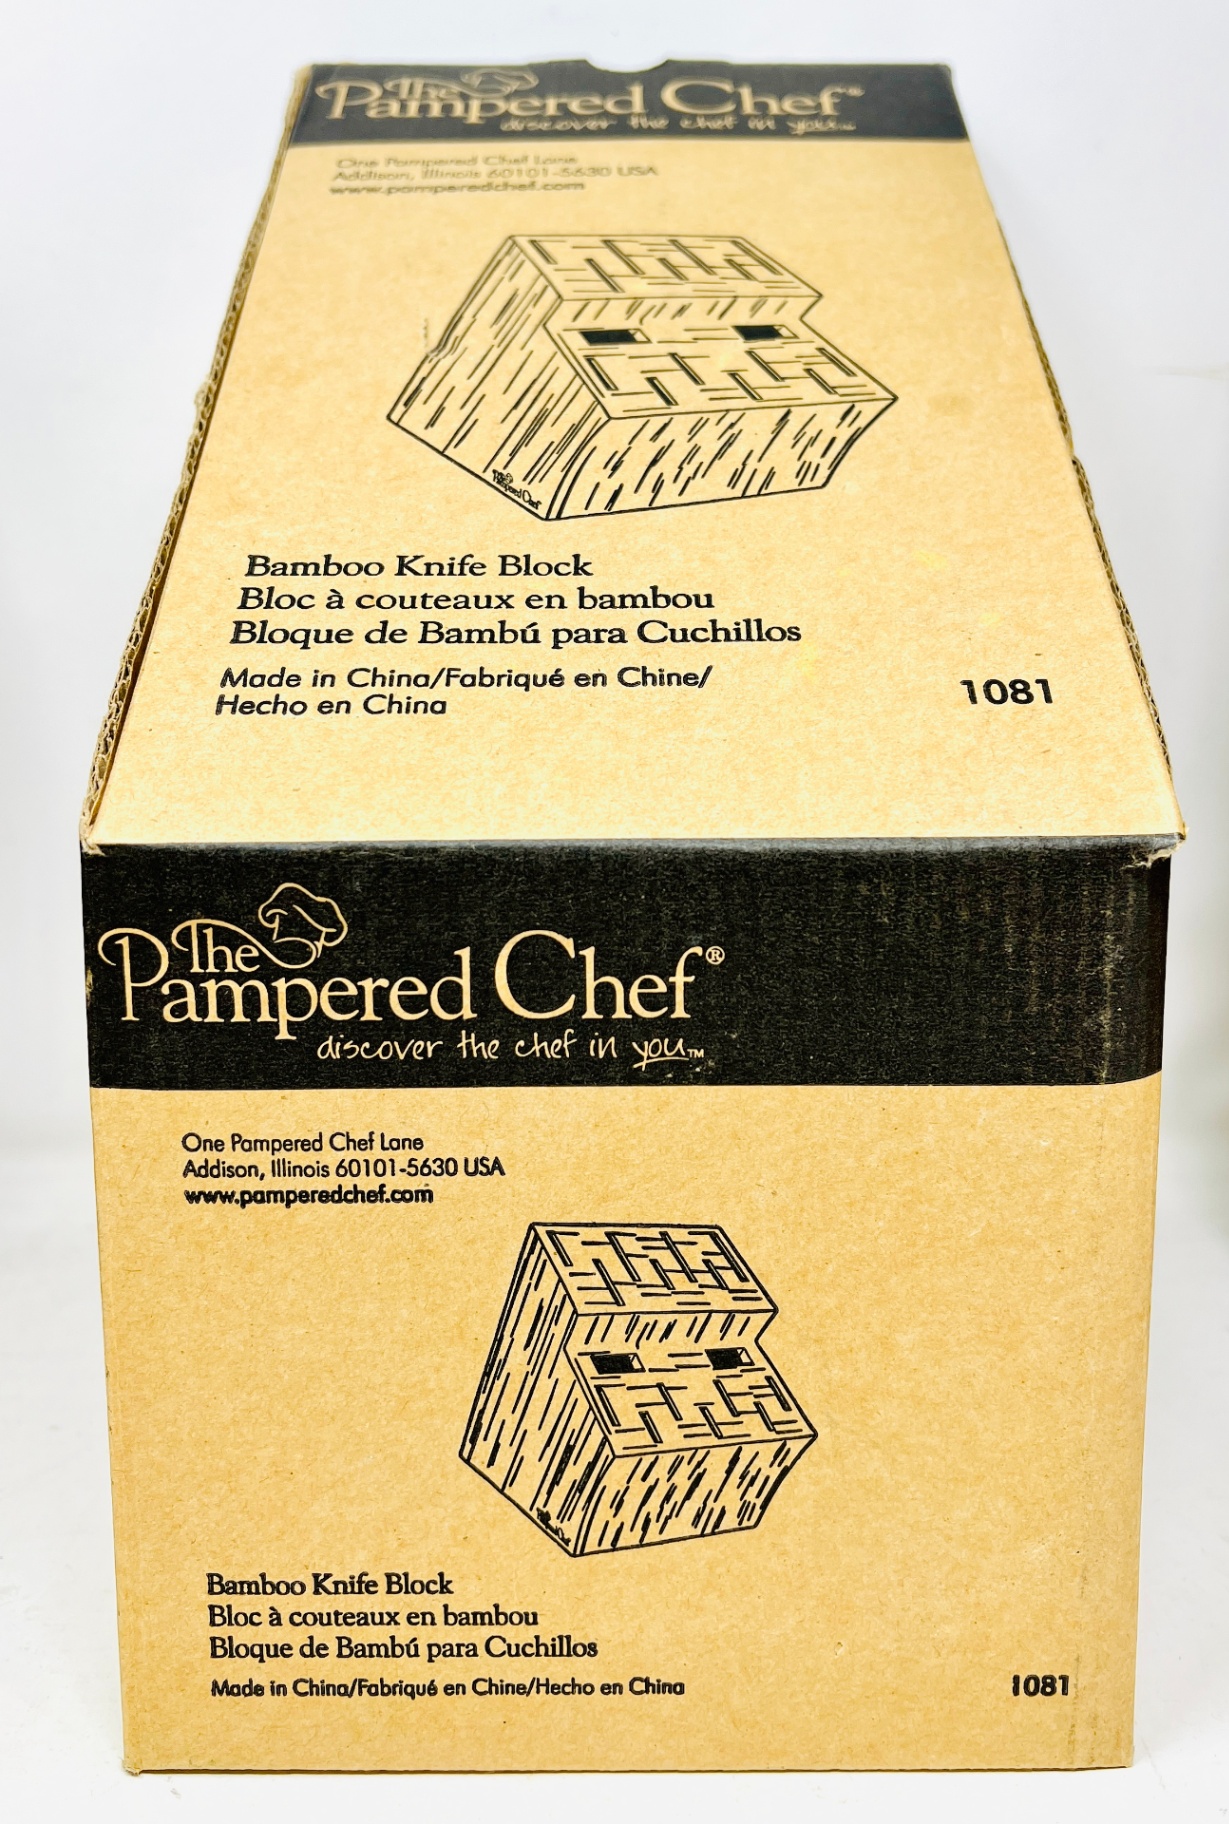 The
Pampered Chef®
discover the chef in you™
One Pampered Chef Lane
Addison, Illinois 60101-5630 USA
www.pamperedchef.com
The
Pampered Chef
Bamboo Knife Block
Bloc à couteaux en bambou
Bloque de Bambú para Cuchillos
Made in China/Fabriqué en Chine/
Hecho en China
1081
The
Pampered Chef®
discover the chef in you™
One Pampered Chef Lane
Addison, Illinois 60101-5630 USA
www.pamperedchef.com
Bamboo Knife Block
Bloc à couteaux en bambou
Bloque de Bambú para Cuchillos
Made in China/Fabriqué en Chine/Hecho en China
1081